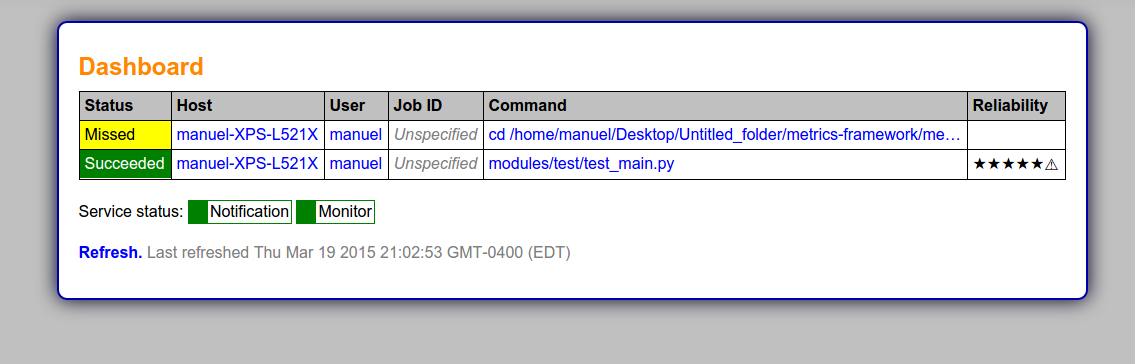 Dashboard
Status Host User Job ID Command Reliability
Missed manuel-XPS-L521X manuel Unspecified cd /home/manuel/Desktop/Untitled_folder/metrics-framework/me…
Succeeded manuel-XPS-L521X manuel Unspecified modules/test/test_main.py ★★★★★⚠
Service status: Notification Monitor
Refresh. Last refreshed Thu Mar 19 2015 21:02:53 GMT-0400 (EDT)